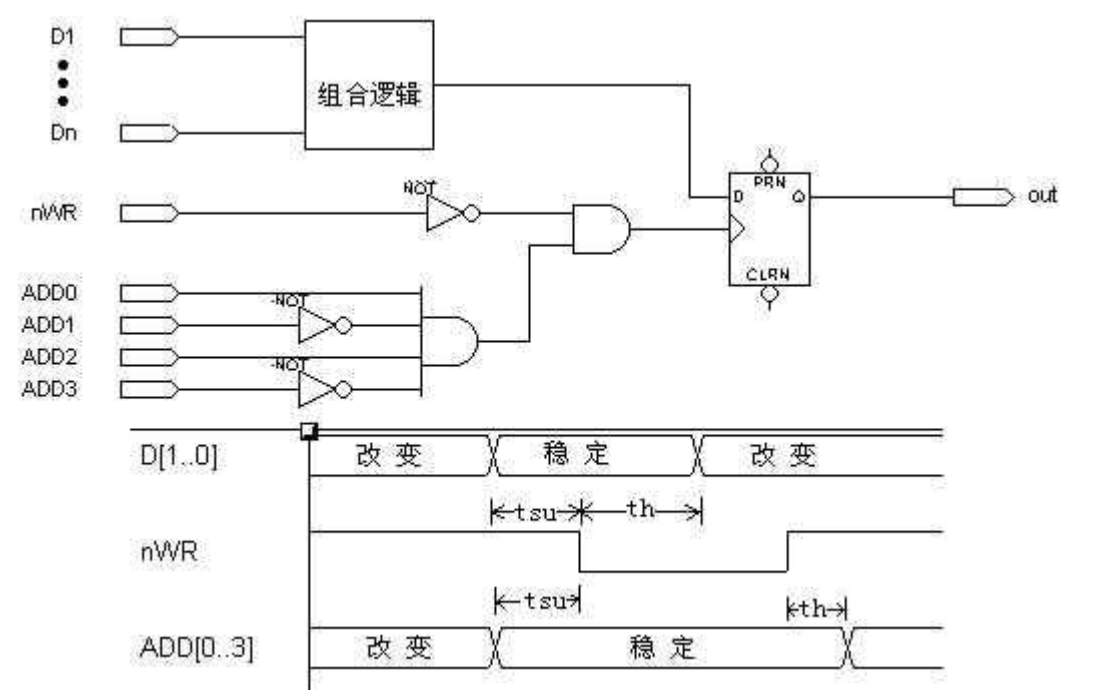 D1
组合逻辑
Dn
PRN
D
Q
out
NOT
nWR
CLRN
ADD0
NOT
ADD1
ADD2
NOT
ADD3
D[1..0]
改变
稳定
改变
tsu
th
nWR
tsu
th
ADD[0..3]
改变
稳定